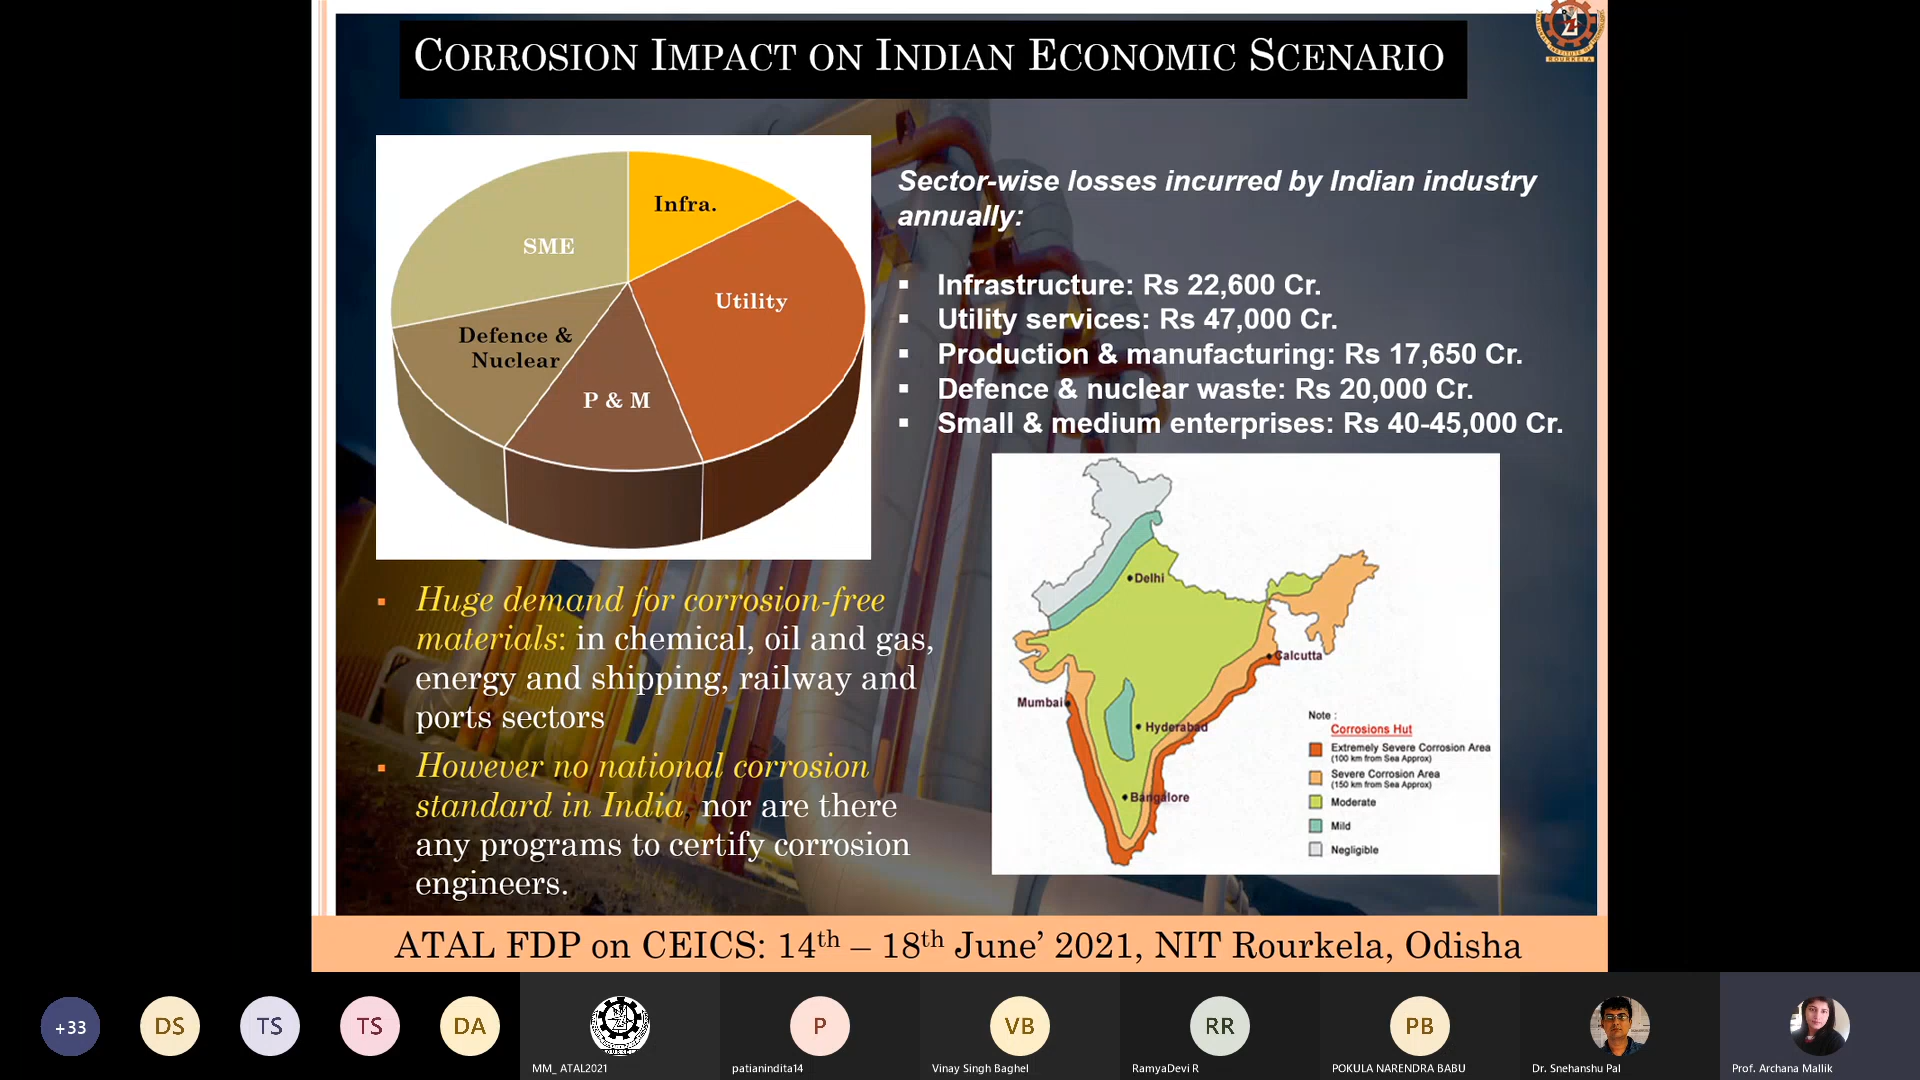 CORROSION IMPACT ON INDIAN ECONOMIC SCENARIO
ROURKELA
Infra.
SME
Utility
Defence &
Nuclear
P & M
Sector-wise losses incurred by Indian industry
annually:
▪ Infrastructure: Rs 22,600 Cr.
▪ Utility services: Rs 47,000 Cr.
▪ Production & manufacturing: Rs 17,650 Cr.
▪ Defence & nuclear waste: Rs 20,000 Cr.
▪ Small & medium enterprises: Rs 40-45,000 Cr.
▪ Huge demand for corrosion-free
materials: in chemical, oil and gas,
energy and shipping, railway and
ports sectors
▪ However no national corrosion
standard in India, nor are there
any programs to certify corrosion
engineers.
Delhi
Calcutta
Mumbai
Hyderabad
Bangalore
Note :
Corrosions Hut
Extremely Severe Corrosion Area
(100 km from Sea Approx)
Severe Corrosion Area
(150 km from Sea Approx)
Moderate
Mild
Negligible
ATAL FDP on CEICS: 14th – 18th June’ 2021, NIT Rourkela, Odisha
+33
DS
TS
TS
DA
P
VB
RR
PB
MM_ ATAL2021
patianindita14
Vinay Singh Baghel
RamyaDevi R
POKULA NARENDRA BABU
Dr. Snehanshu Pal
Prof. Archana Mallik